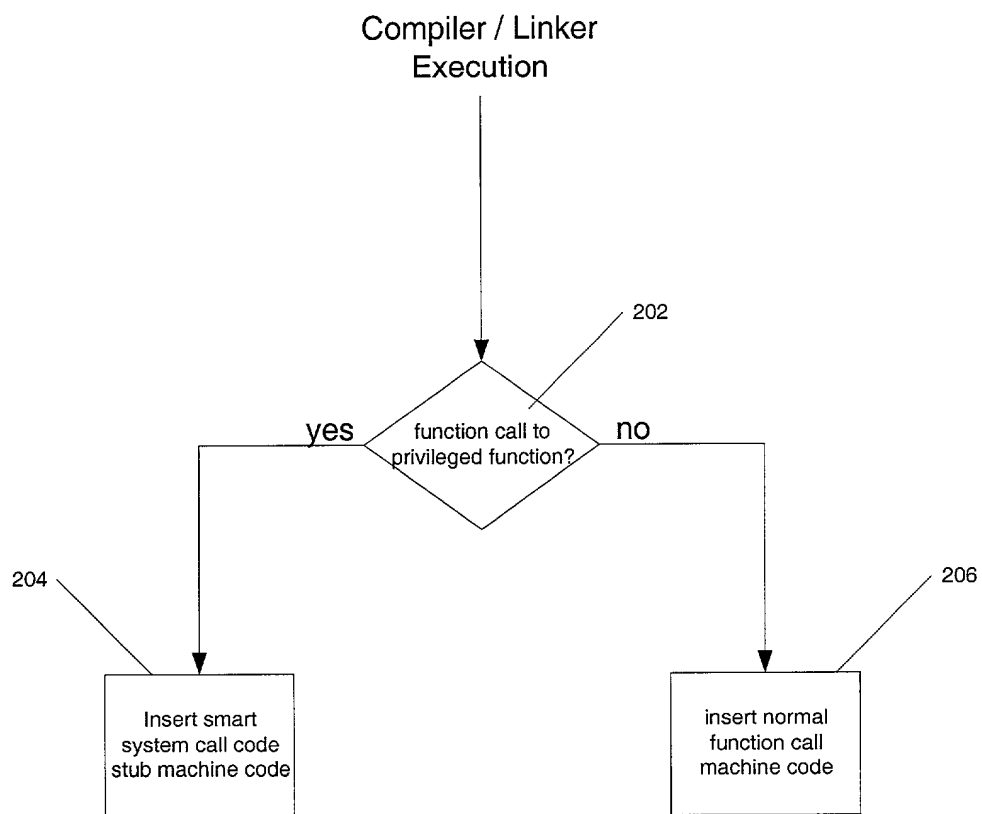 Compiler / Linker
Execution
202
yes
function call to
privileged function?
no
204
206
Insert smart
system call code
stub machine code
insert normal
function call
machine code